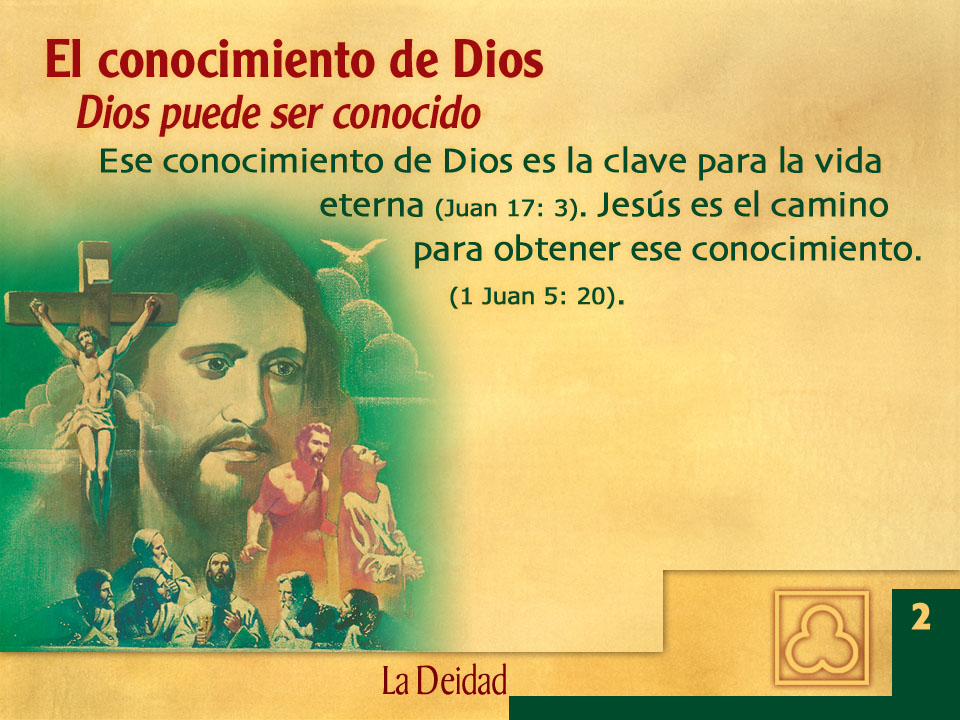 El conocimiento de Dios
Dios puede ser conocido
Ese conocimiento de Dios es la clave para la vida
eterna (Juan 17: 3). Jesús es el camino
para obtener ese conocimiento.
(1 Juan 5: 20).
2
La Deidad